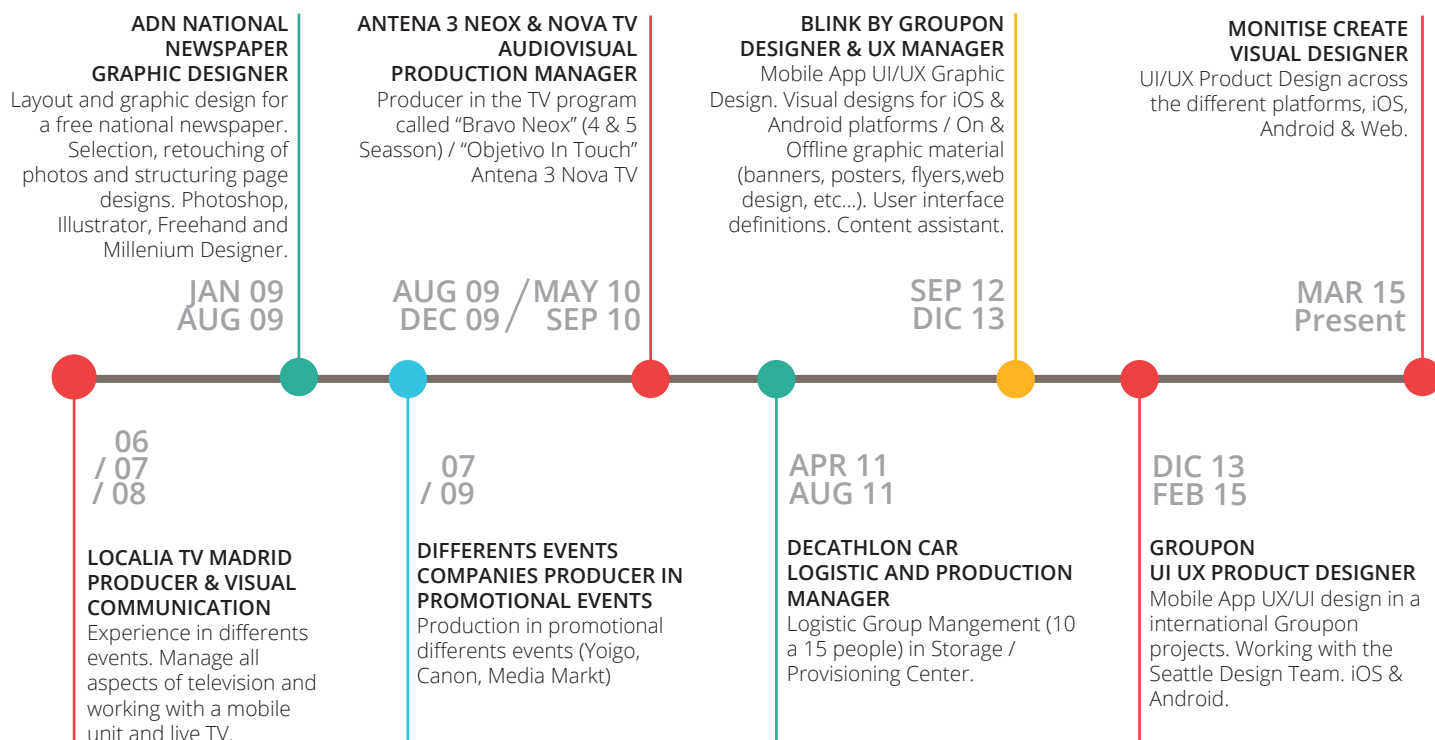 ADN NATIONAL
NEWSPAPER
GRAPHIC DESIGNER
Layout and graphic design for
a free national newspaper.
Selection, retouching of
photos and structuring page
designs. Photoshop,
Illustrator, Freehand and
Millenium Designer.
JAN 09
AUG 09
ANTENA 3 NEOX & NOVA TV
AUDIOVISUAL
PRODUCTION MANAGER
Producer in the TV program
called “Bravo Neox” (4 & 5
Seasson) / “Objetivo In Touch”
Antena 3 Nova TV
AUG 09 / MAY 10
DEC 09 / SEP 10
BLINK BY GROUPON
DESIGNER & UX MANAGER
Mobile App UI/UX Graphic
Design. Visual designs for iOS &
Android platforms / On &
Offline graphic material
(banners, posters, flyers,web
design, etc...). User interface
definitions. Content assistant.
SEP 12
DIC 13
MONITISE CREATE
VISUAL DESIGNER
UI/UX Product Design across
the different platforms, iOS,
Android & Web.
MAR 15
Present
06
/ 07
/ 08
LOCALIA TV MADRID
PRODUCER & VISUAL
COMMUNICATION
Experience in differents
events. Manage all
aspects of television and
working with a mobile
unit and live TV.
07
/ 09
DIFFERENTS EVENTS
COMPANIES PRODUCER IN
PROMOTIONAL EVENTS
Production in promotional
differents events (Yoigo,
Canon, Media Markt)
APR 11
AUG 11
DECATHLON CAR
LOGISTIC AND PRODUCTION
MANAGER
Logistic Group Mangement (10
a 15 people) in Storage /
Provisioning Center.
DIC 13
FEB 15
GROUPON
UI UX PRODUCT DESIGNER
Mobile App UX/UI design in a
international Groupon
projects. Working with the
Seattle Design Team. iOS &
Android.